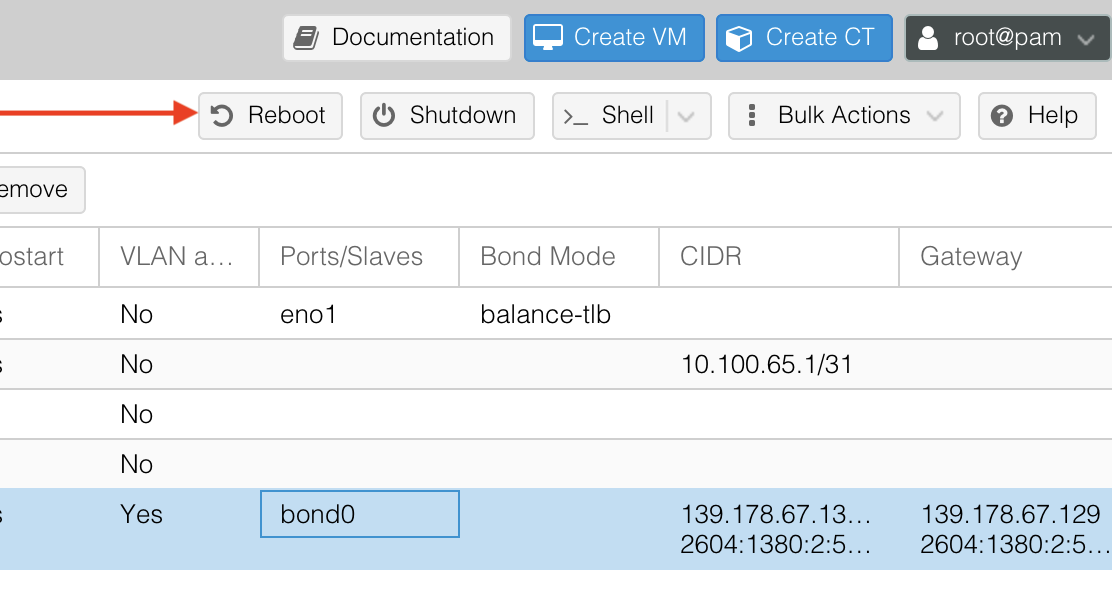 Documentation Create VM Create CT root@pam
Reboot Shutdown >_ Shell Bulk Actions Help
emove
ostart VLAN a... Ports/Slaves Bond Mode CIDR Gateway
s No eno1 balance-tlb
s No 10.100.65.1/31
No
No
s Yes bond0 139.178.67.13... 139.178.67.129
2604:1380:2:5... 2604:1380:2:5...